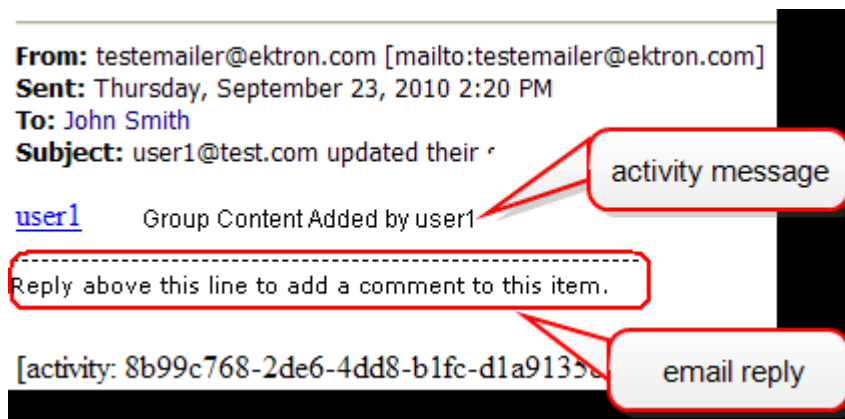 From: testemailer@ektron.com [mailto:testemailer@ektron.com]
Sent: Thursday, September 23, 2010 2:20 PM
To: John Smith
Subject: user1@test.com updated their
activity message
user1 Group Content Added by user1
Reply above this line to add a comment to this item.
[activity: 8b99c768-2de6-4dd8-b1fc-d1a9135
email reply